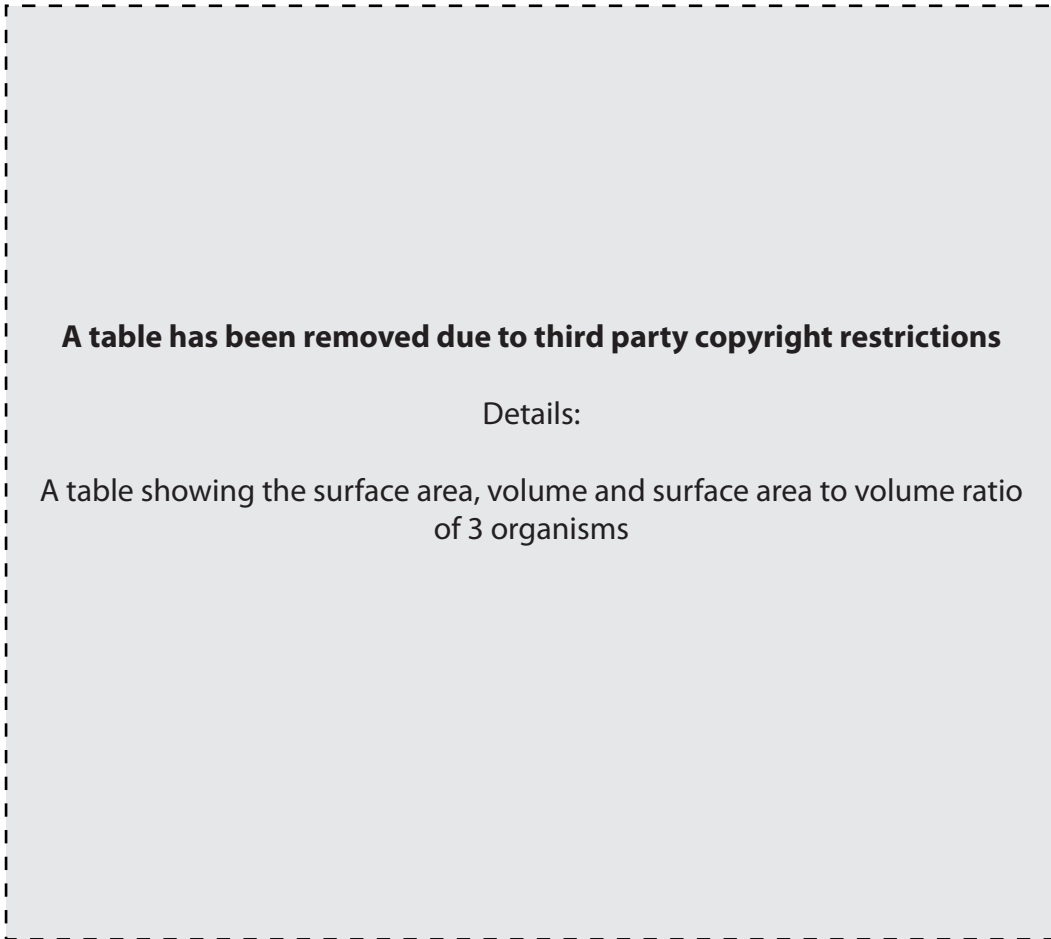 A table has been removed due to third party copyright restrictions
Details:
A table showing the surface area, volume and surface area to volume ratio
of 3 organisms